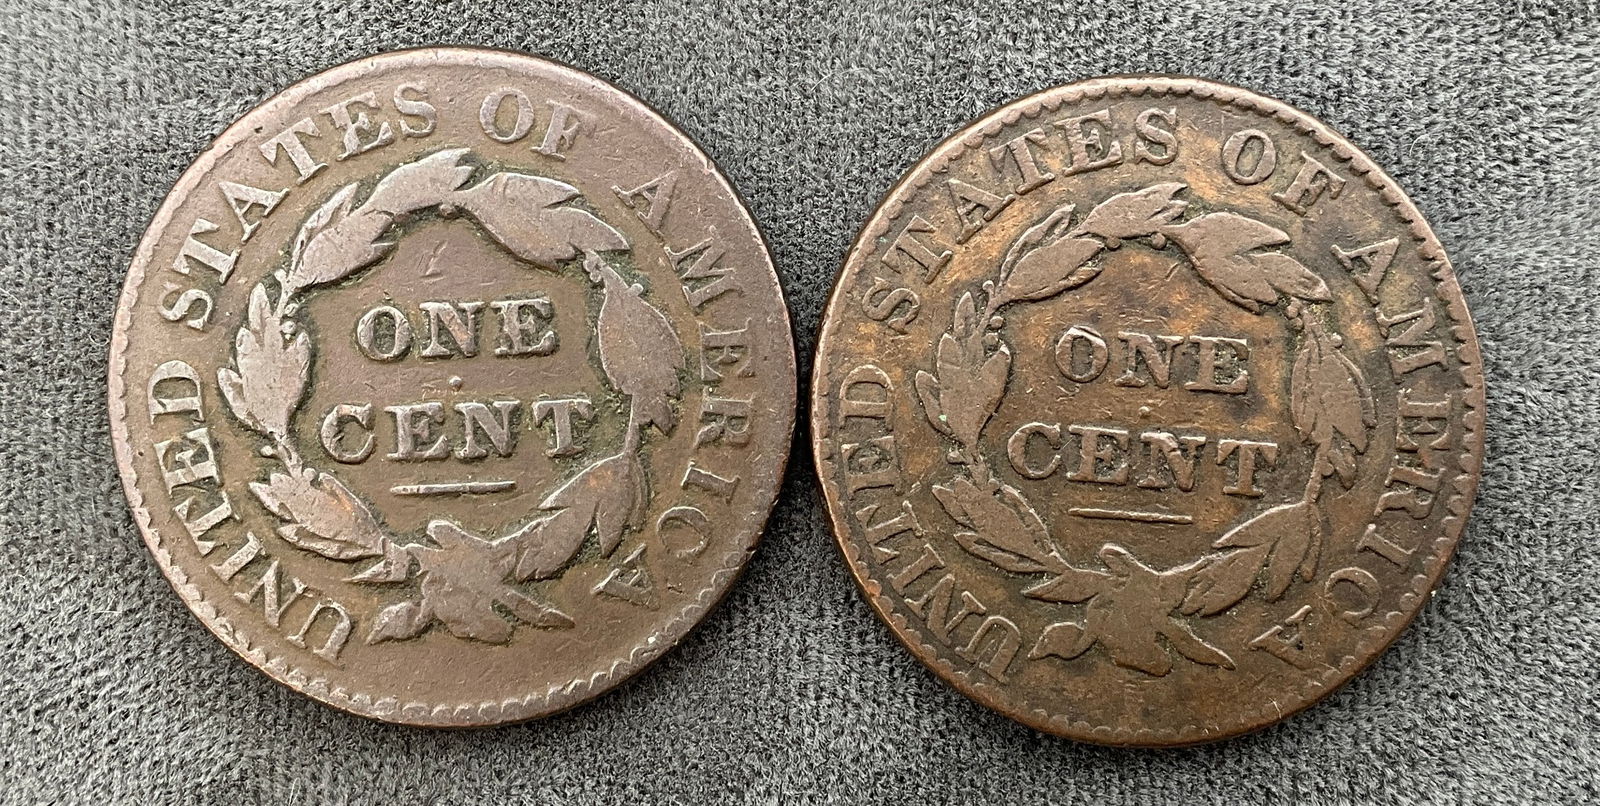 UNITED STATES OF AMERICA
ONE
CENT
UNITED STATES OF AMERICA
ONE
CENT